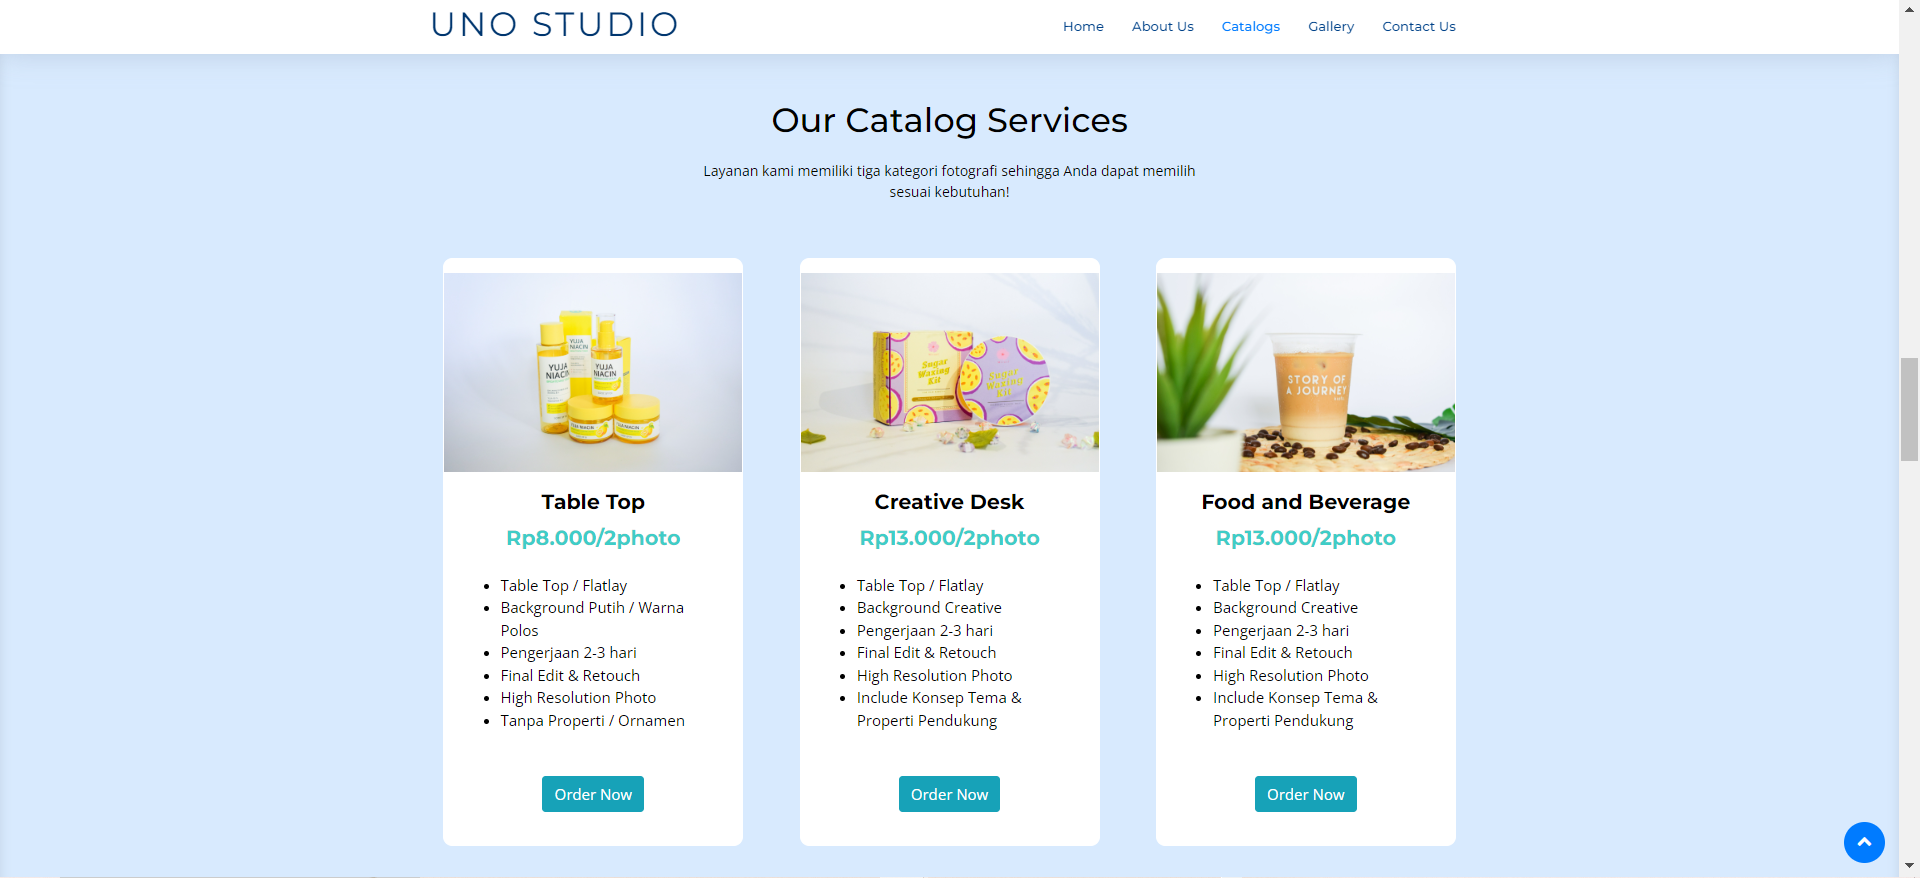 UNO STUDIO
Home About Us Catalogs Gallery Contact Us
Our Catalog Services
Layanan kami memiliki tiga kategori fotografi sehingga Anda dapat memilih
sesuai kebutuhan!
YUJA
NIACIN
YUJA
NIACIN
YUJA
NIACIN
YUJA NIACIN
YUJA NIACIN
Table Top
Rp8.000/2photo
• Table Top / Flatlay
• Background Putih / Warna
Polos
• Pengerjaan 2-3 hari
• Final Edit & Retouch
• High Resolution Photo
• Tanpa Properti / Ornamen
Order Now
Sugar
Waxing
Kit
Sugar
Waxing
Kit
Creative Desk
Rp13.000/2photo
• Table Top / Flatlay
• Background Creative
• Pengerjaan 2-3 hari
• Final Edit & Retouch
• High Resolution Photo
• Include Konsep Tema &
Properti Pendukung
Order Now
STORY OF
A JOURNEY
Food and Beverage
Rp13.000/2photo
• Table Top / Flatlay
• Background Creative
• Pengerjaan 2-3 hari
• Final Edit & Retouch
• High Resolution Photo
• Include Konsep Tema &
Properti Pendukung
Order Now